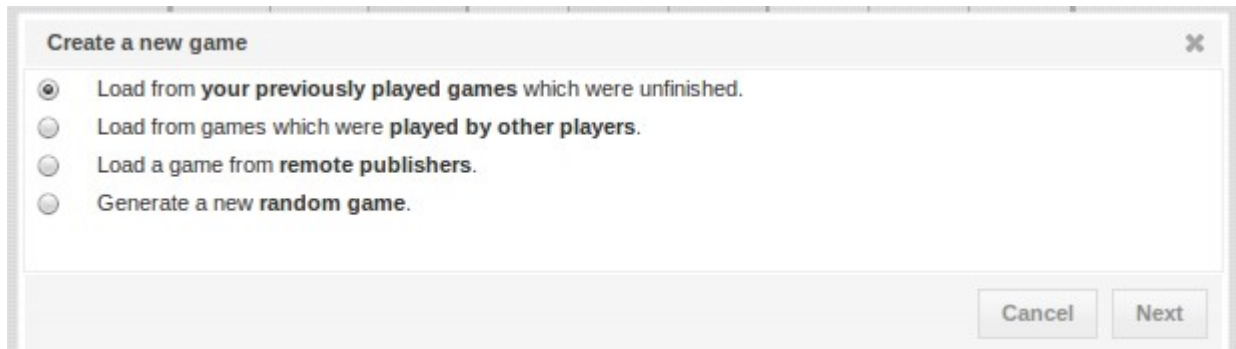 Create a new game
Load from your previously played games which were unfinished.
Load from games which were played by other players.
Load a game from remote publishers.
Generate a new random game.
Cancel Next